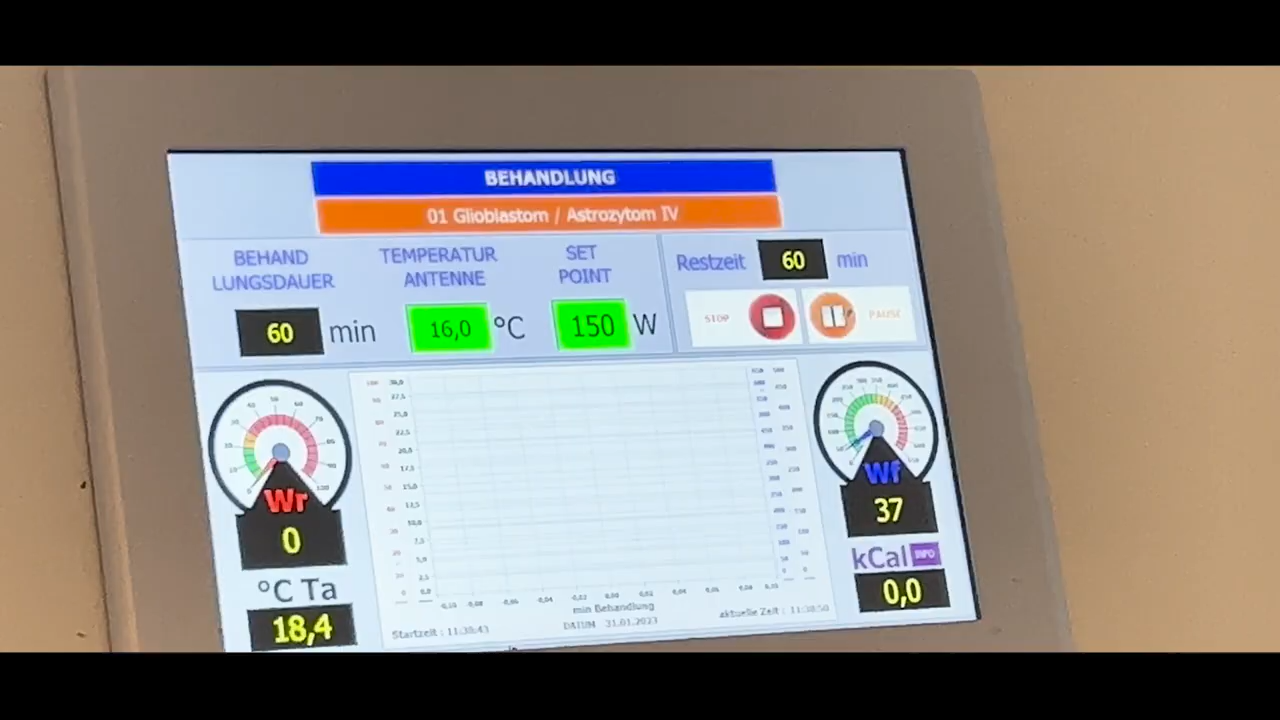 BEHANDLUNG
01 Glioblastom / Astrozytom IV
BEHAND
LUNGSDAUER
60 min
TEMPERATUR
ANTENNE
16,0 °C
SET
POINT
150 W
Restzeit 60 min
STOP
PAUSE
Wr
0
°C Ta
18,4
Wf
37
kCal INFO
0,0
min Behandlung
Startzeit : 11:38:43
DATUM 31.01.2023
aktuelle Zeit : 11:38:50